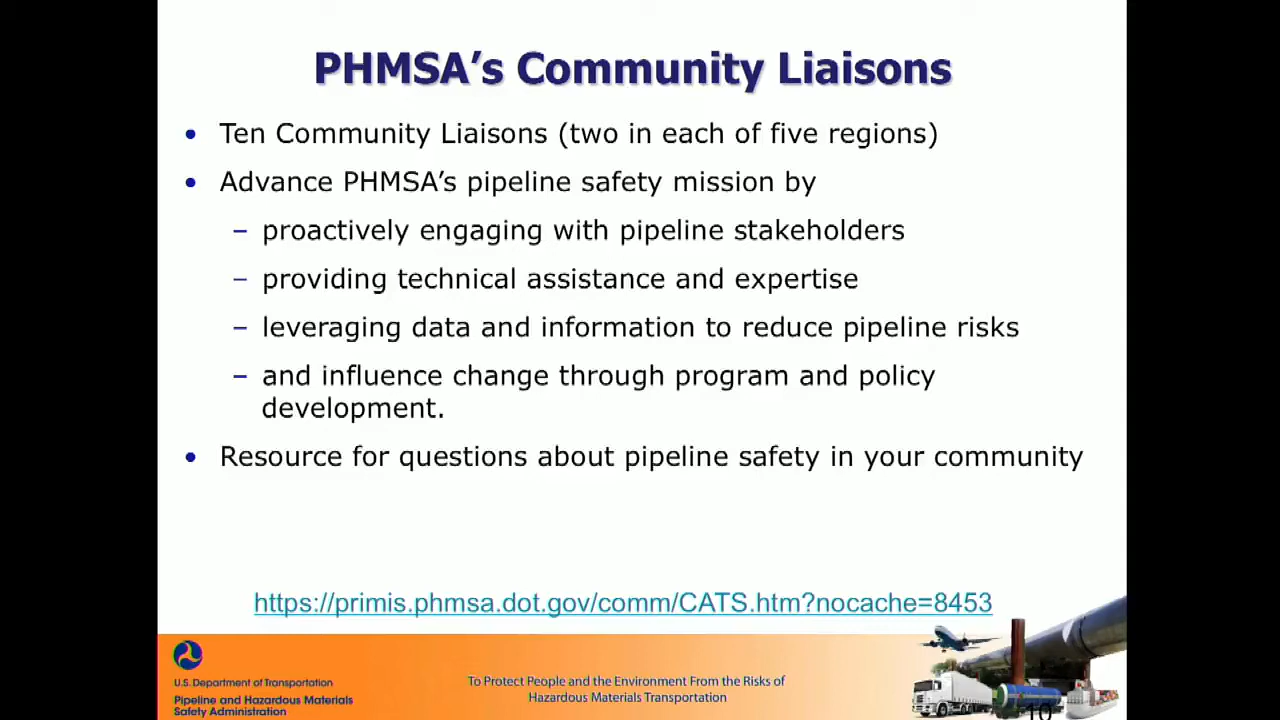 PHMSA’s Community Liaisons
• Ten Community Liaisons (two in each of five regions)
• Advance PHMSA’s pipeline safety mission by
– proactively engaging with pipeline stakeholders
– providing technical assistance and expertise
– leveraging data and information to reduce pipeline risks
– and influence change through program and policy
development.
• Resource for questions about pipeline safety in your community
https://primis.phmsa.dot.gov/comm/CATS.htm?nocache=8453
U.S. Department of Transportation
Pipeline and Hazardous Materials
Safety Administration
To Protect People and the Environment From the Risks of
Hazardous Materials Transportation
10